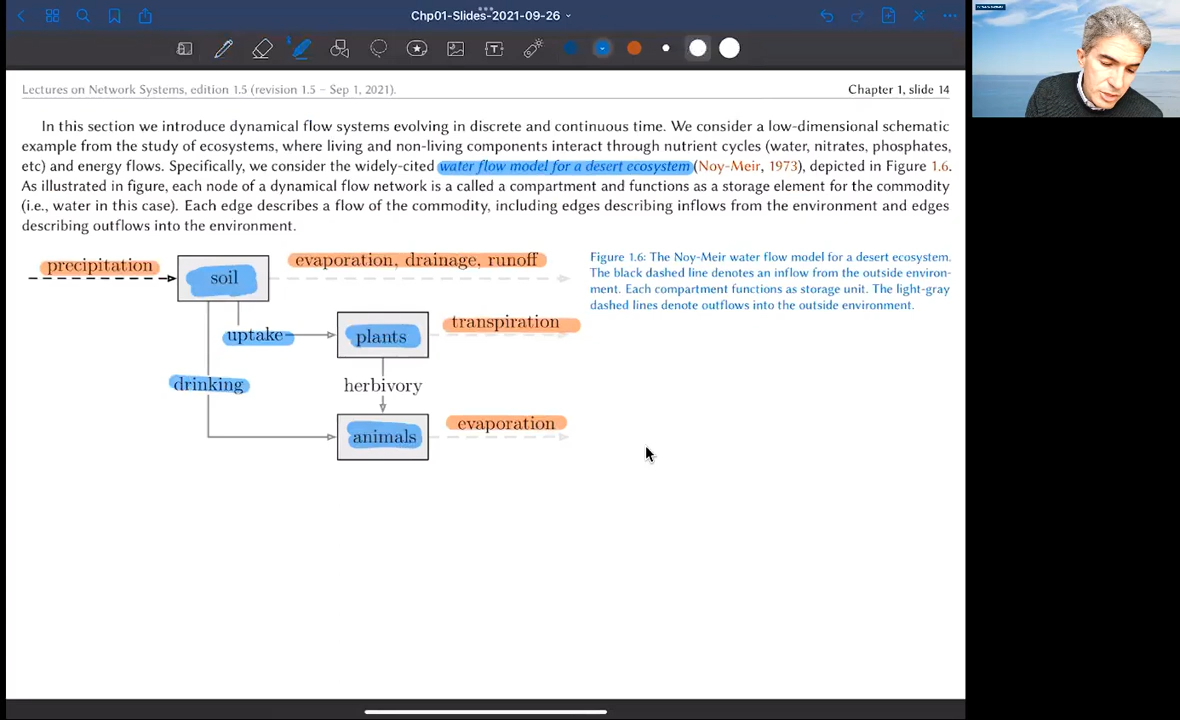 Chp01-Slides-2021-09-26
Lectures on Network Systems, edition 1.5 (revision 1.5 – Sep 1, 2021).
Chapter 1, slide 14
In this section we introduce dynamical flow systems evolving in discrete and continuous time. We consider a low-dimensional schematic
example from the study of ecosystems, where living and non-living components interact through nutrient cycles (water, nitrates, phosphates,
etc) and energy flows. Specifically, we consider the widely-cited water flow model for a desert ecosystem (Noy-Meir, 1973), depicted in Figure 1.6.
As illustrated in figure, each node of a dynamical flow network is a called a compartment and functions as a storage element for the commodity
(i.e., water in this case). Each edge describes a flow of the commodity, including edges describing inflows from the environment and edges
describing outflows into the environment.
precipitation
soil
evaporation, drainage, runoff
uptake
plants
transpiration
drinking
herbivory
animals
evaporation
Figure 1.6: The Noy-Meir water flow model for a desert ecosystem.
The black dashed line denotes an inflow from the outside environ-
ment. Each compartment functions as storage unit. The light-gray
dashed lines denote outflows into the outside environment.